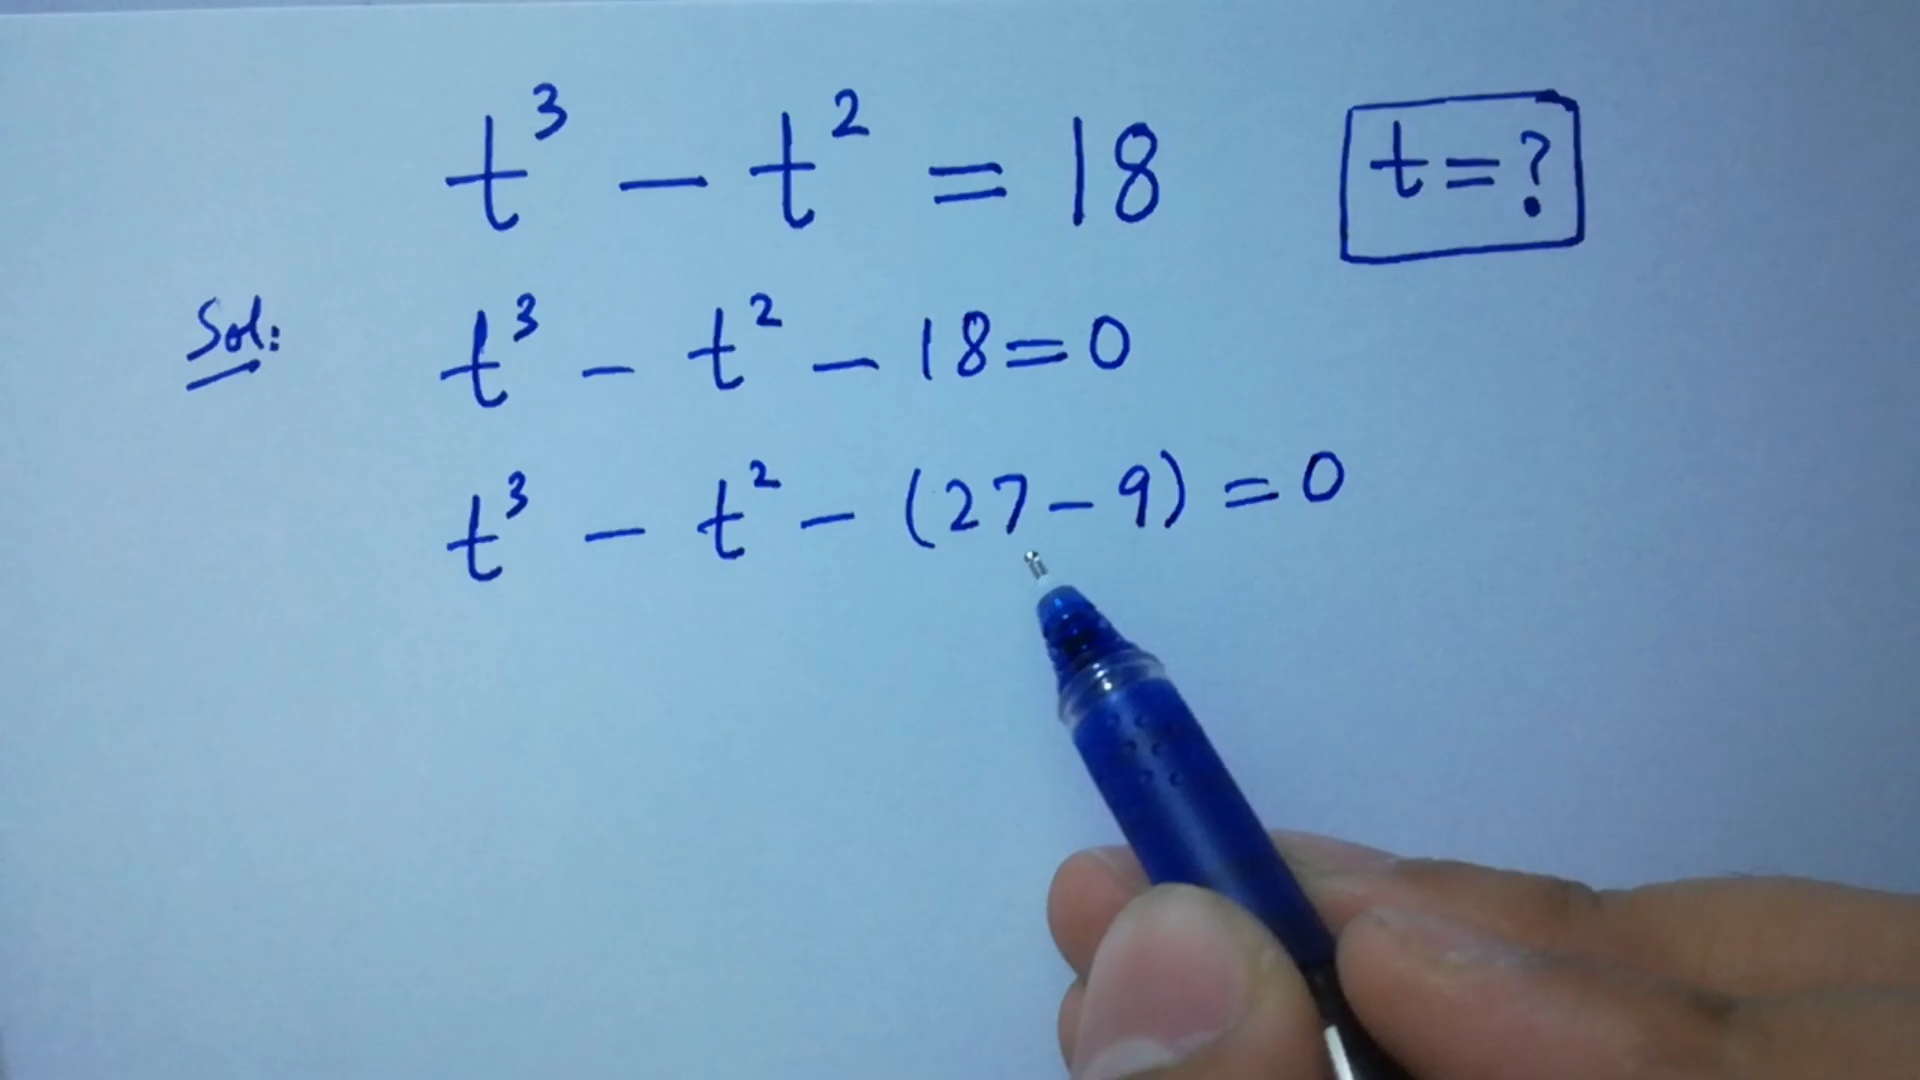 t³ - t² = 18 t = ?
Sol: t³ - t² - 18 = 0
t³ - t² - (27 - 9) = 0